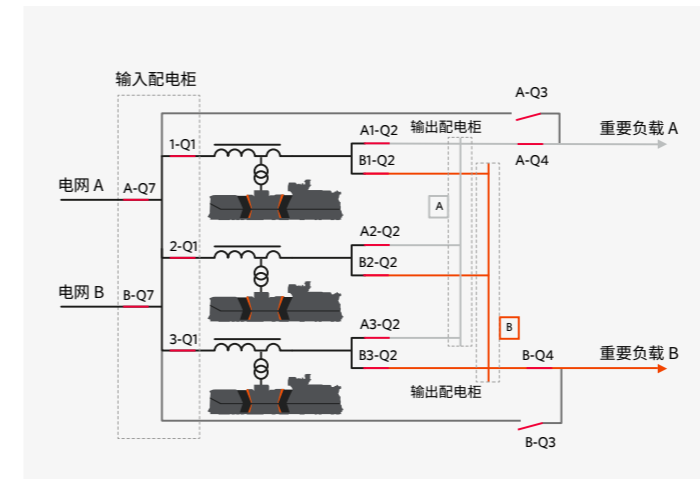 输入配电柜
A-Q3
1-Q1
A1-Q2
输出配电柜
重要负载 A
B1-Q2
A-Q4
电网 A
A-Q7
A
A2-Q2
2-Q1
B2-Q2
电网 B
B-Q7
A3-Q2
B
3-Q1
B3-Q2
B-Q4
重要负载 B
输出配电柜
B-Q3